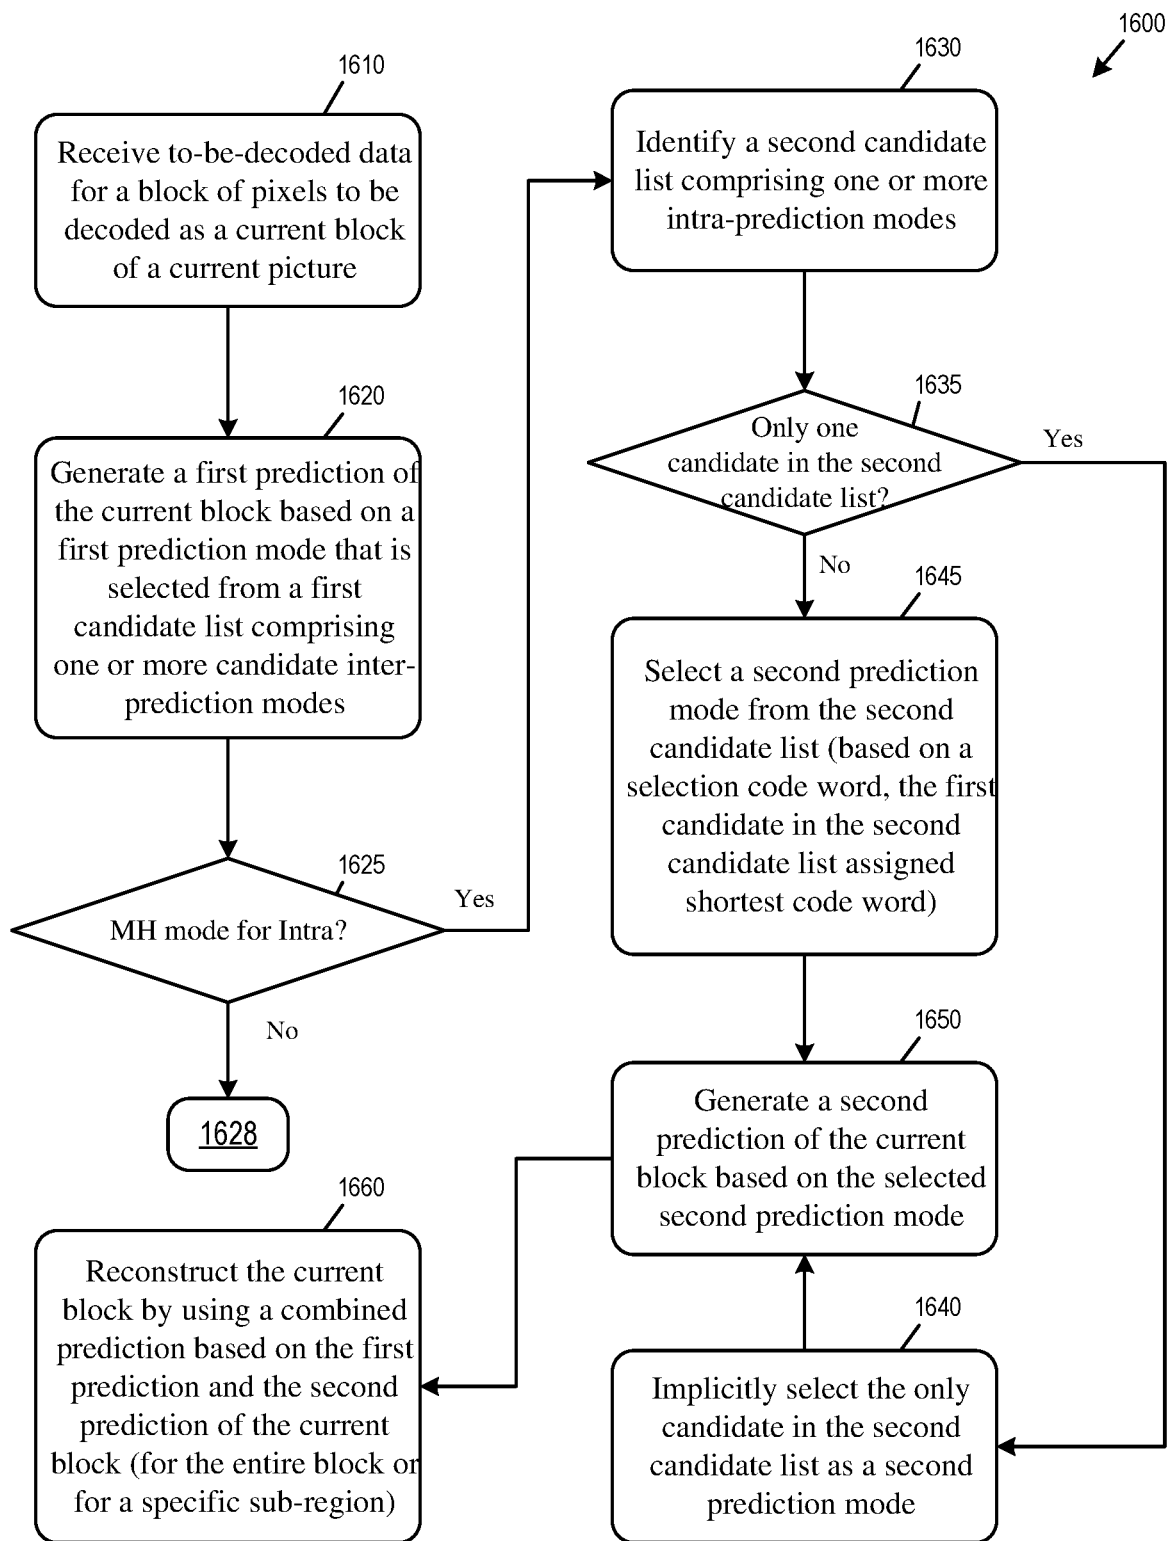 1600
1610
Receive to-be-decoded data
for a block of pixels to be
decoded as a current block
of a current picture
1620
Generate a first prediction of
the current block based on a
first prediction mode that is
selected from a first
candidate list comprising
one or more candidate inter-
prediction modes
1625
MH mode for Intra?
Yes
No
1628
1630
Identify a second candidate
list comprising one or more
intra-prediction modes
1635
Only one
candidate in the second
candidate list?
Yes
No
1645
Select a second prediction
mode from the second
candidate list (based on a
selection code word, the first
candidate in the second
candidate list assigned
shortest code word)
1650
Generate a second
prediction of the current
block based on the selected
second prediction mode
1640
Implicitly select the only
candidate in the second
candidate list as a second
prediction mode
1660
Reconstruct the current
block by using a combined
prediction based on the first
prediction and the second
prediction of the current
block (for the entire block or
for a specific sub-region)